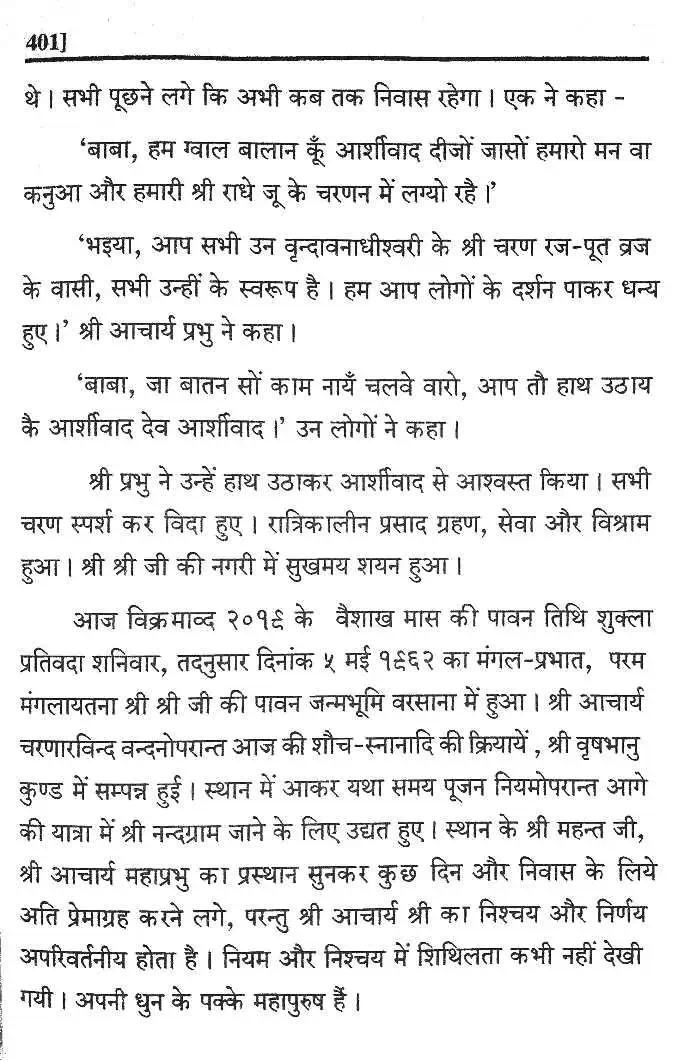 401]
थे । सभी पूछने लगे कि अभी कब तक निवास रहेगा । एक ने कहा -
‘बाबा, हम ग्वाल बालान कूँ आर्शीवाद दीजों जासों हमारो मन वा
कनुआ और हमारी श्री राधे जू के चरणन में लग्यो रहै ।’
‘भइया, आप सभी उन वृन्दावनाधीश्वरी के श्री चरण रज-पूत व्रज
के वासी, सभी उन्हीं के स्वरूप है । हम आप लोगों के दर्शन पाकर धन्य
हुए ।’ श्री आचार्य प्रभु ने कहा ।
‘बाबा, जा बातन सों काम नायँ चलवे वारो, आप तौ हाथ उठाय
कै आर्शीवाद देव आर्शीवाद ।’ उन लोगों ने कहा ।
श्री प्रभु ने उन्हें हाथ उठाकर आर्शीवाद से आश्वस्त किया । सभी
चरण स्पर्श कर विदा हुए । रात्रिकालीन प्रसाद ग्रहण, सेवा और विश्राम
हुआ । श्री श्री जी की नगरी में सुखमय शयन हुआ ।
आज विक्रमाव्द २०१९ के वैशाख मास की पावन तिथि शुक्ला
प्रतिवदा शनिवार, तद्नुसार दिनांक ५ मई १९६२ का मंगल-प्रभात, परम
मंगलायतना श्री श्री जी की पावन जन्मभूमि वरसाना में हुआ । श्री आचार्य
चरणारविन्द वन्दनोपरान्त आज की शौच-स्नानादि की क्रियायें , श्री वृषभानु
कुण्ड में सम्पन्न हुई । स्थान में आकर यथा समय पूजन नियमोपरान्त आगे
की यात्रा में श्री नन्दग्राम जाने के लिए उद्यत हुए । स्थान के श्री महन्त जी,
श्री आचार्य महाप्रभु का प्रस्थान सुनकर कुछ दिन और निवास के लिये
अति प्रेमाग्रह करने लगे, परन्तु श्री आचार्य श्री का निश्चय और निर्णय
अपरिवर्तनीय होता है । नियम और निश्चय में शिथिलता कभी नहीं देखी
गयी । अपनी धुन के पक्के महापुरुष हैं ।